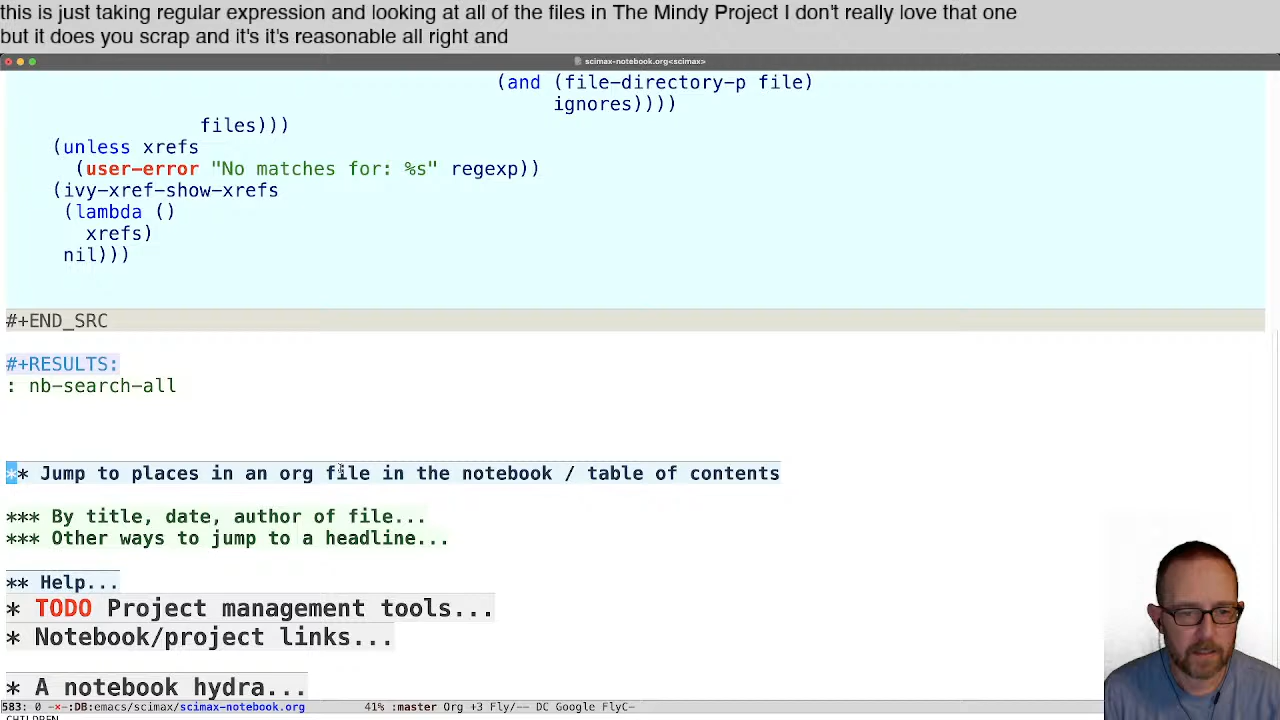 this is just taking regular expression and looking at all of the files in The Mindy Project I don't really love that one
but it does you scrap and it's it's reasonable all right and
scimax-notebook.org<scimax>
(and (file-directory-p file)
ignores))))
files)))
(unless xrefs
(user-error "No matches for: %s" regexp))
(ivy-xref-show-xrefs
(lambda ()
xrefs)
nil)))
#+END_SRC
#+RESULTS:
: nb-search-all
** Jump to places in an org file in the notebook / table of contents
*** By title, date, author of file...
*** Other ways to jump to a headline...
** Help...
* TODO Project management tools...
* Notebook/project links...
* A notebook hydra...
583: 0 -×-:DB:emacs/scimax/scimax-notebook.org 41% :master Org +3 Fly/-- DC Google FlyC-
CHILDREN